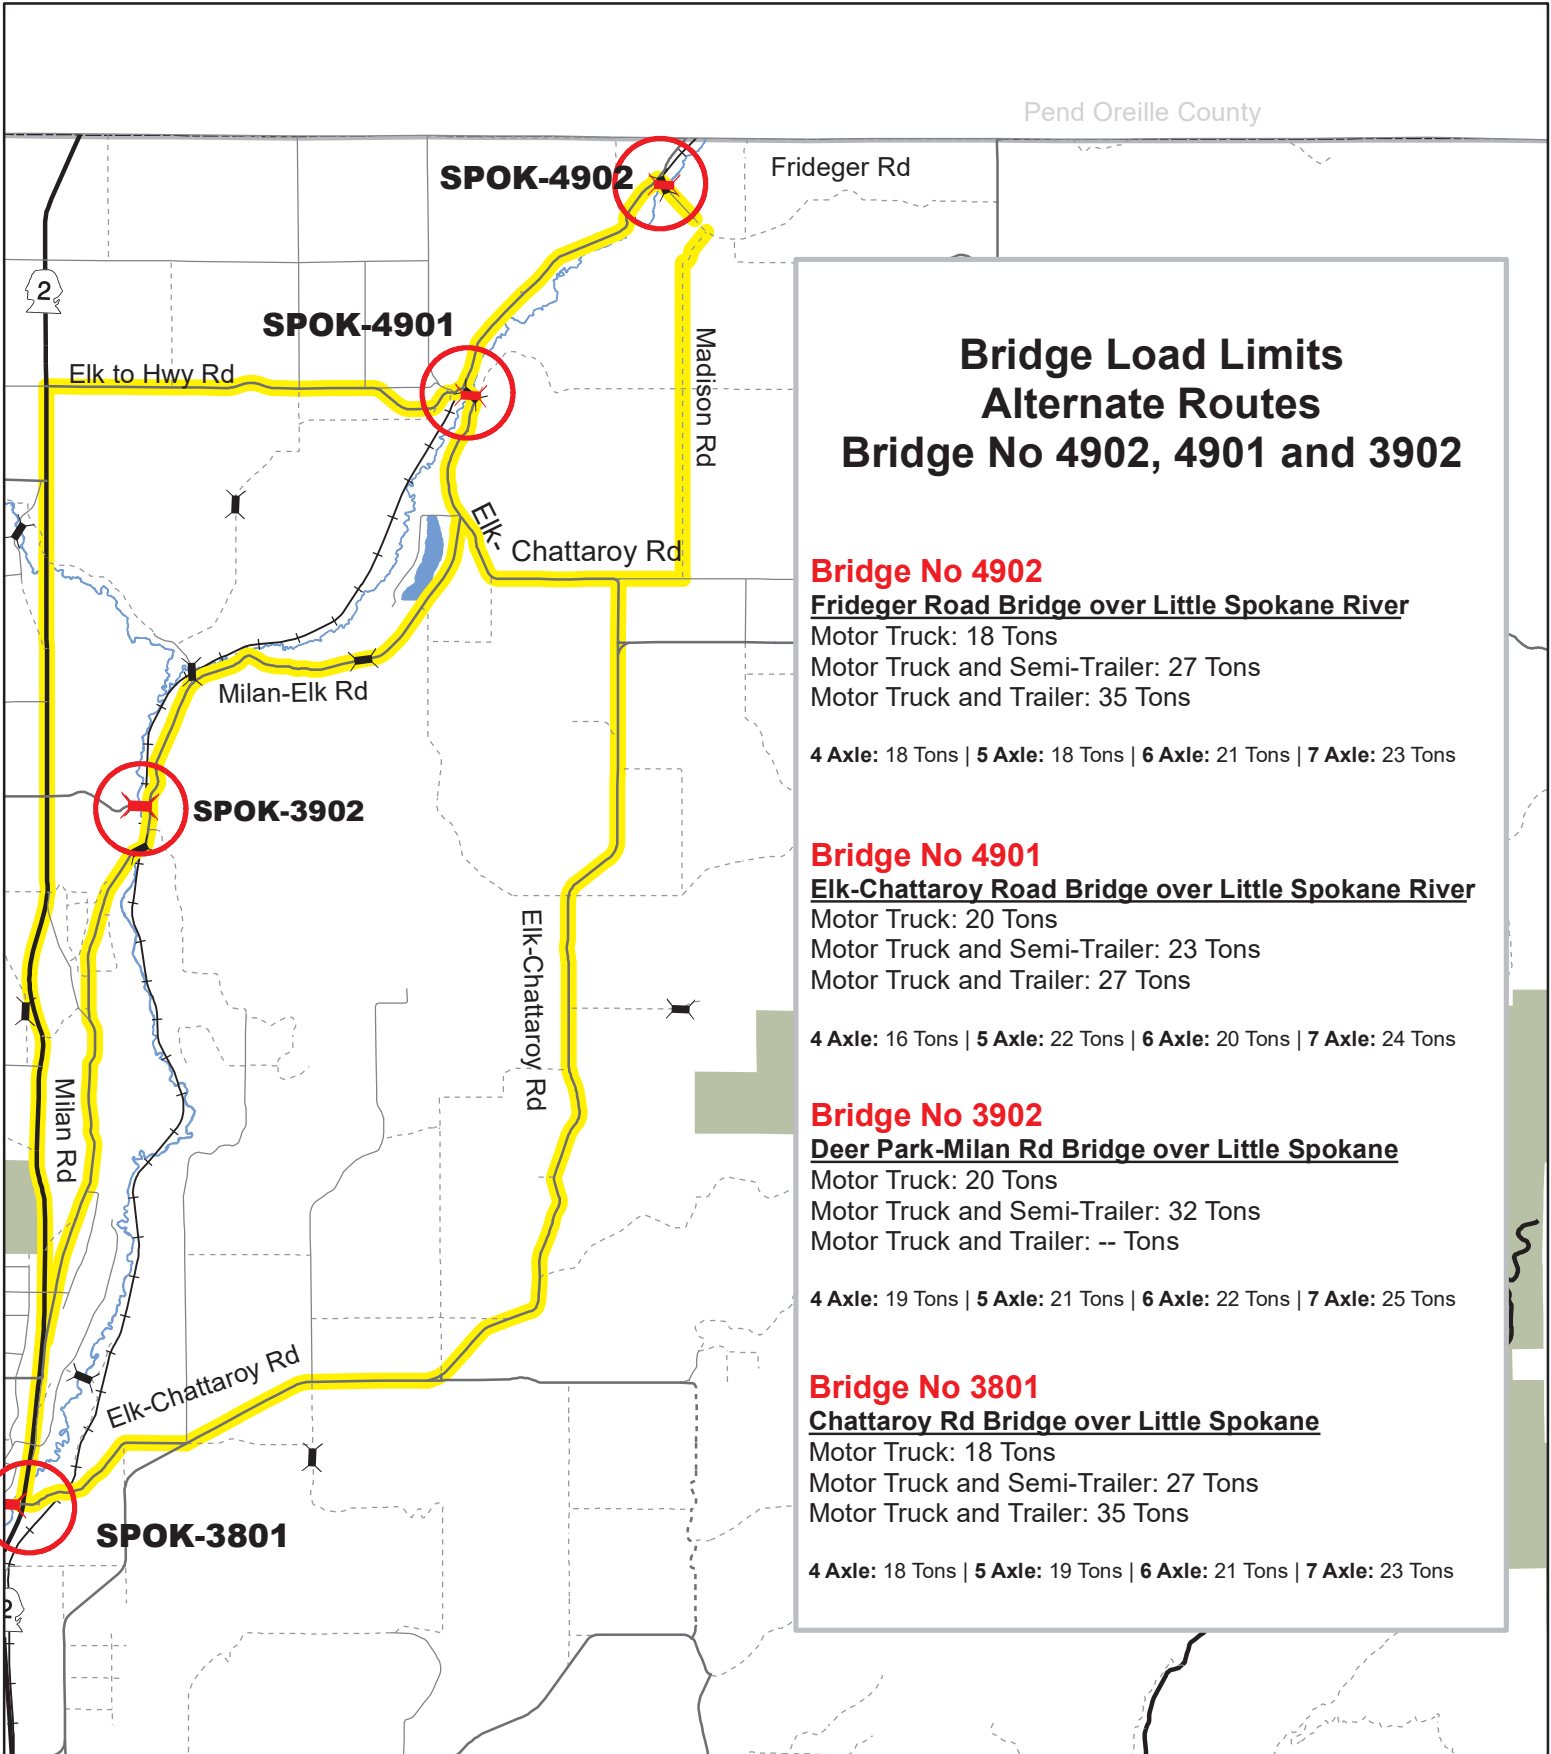 Pend Oreille County
SPOK-4902
Frideger Rd
2
SPOK-4901
Elk to Hwy Rd
Madison Rd
Elk-
Chattaroy Rd
Milan-Elk Rd
SPOK-3902
Elk-Chattaroy Rd
Milan Rd
Elk-Chattaroy Rd
SPOK-3801
2
Bridge Load Limits
Alternate Routes
Bridge No 4902, 4901 and 3902
Bridge No 4902
Frideger Road Bridge over Little Spokane River
Motor Truck: 18 Tons
Motor Truck and Semi-Trailer: 27 Tons
Motor Truck and Trailer: 35 Tons
4 Axle: 18 Tons | 5 Axle: 18 Tons | 6 Axle: 21 Tons | 7 Axle: 23 Tons
Bridge No 4901
Elk-Chattaroy Road Bridge over Little Spokane River
Motor Truck: 20 Tons
Motor Truck and Semi-Trailer: 23 Tons
Motor Truck and Trailer: 27 Tons
4 Axle: 16 Tons | 5 Axle: 22 Tons | 6 Axle: 20 Tons | 7 Axle: 24 Tons
Bridge No 3902
Deer Park-Milan Rd Bridge over Little Spokane
Motor Truck: 20 Tons
Motor Truck and Semi-Trailer: 32 Tons
Motor Truck and Trailer: -- Tons
4 Axle: 19 Tons | 5 Axle: 21 Tons | 6 Axle: 22 Tons | 7 Axle: 25 Tons
Bridge No 3801
Chattaroy Rd Bridge over Little Spokane
Motor Truck: 18 Tons
Motor Truck and Semi-Trailer: 27 Tons
Motor Truck and Trailer: 35 Tons
4 Axle: 18 Tons | 5 Axle: 19 Tons | 6 Axle: 21 Tons | 7 Axle: 23 Tons